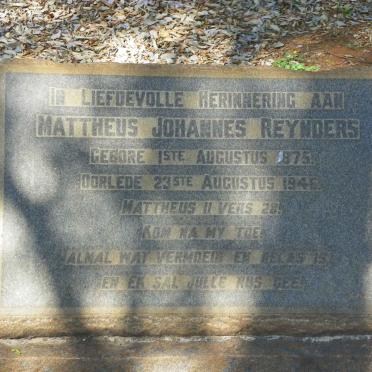 IN LIEFDEVOLLE HERINNERING AAN
MATTHEUS JOHANNES REYNDERS
GEBORE 1STE AUGUSTUS 1875.
OORLEDE 23STE AUGUSTUS 1946.
MATTHEUS 11 VERS 28.
KOM NA MY TOE
ALMAL WAT VERMOEID EN BELAS IS
EN EK SAL JULLE RUS GEE.